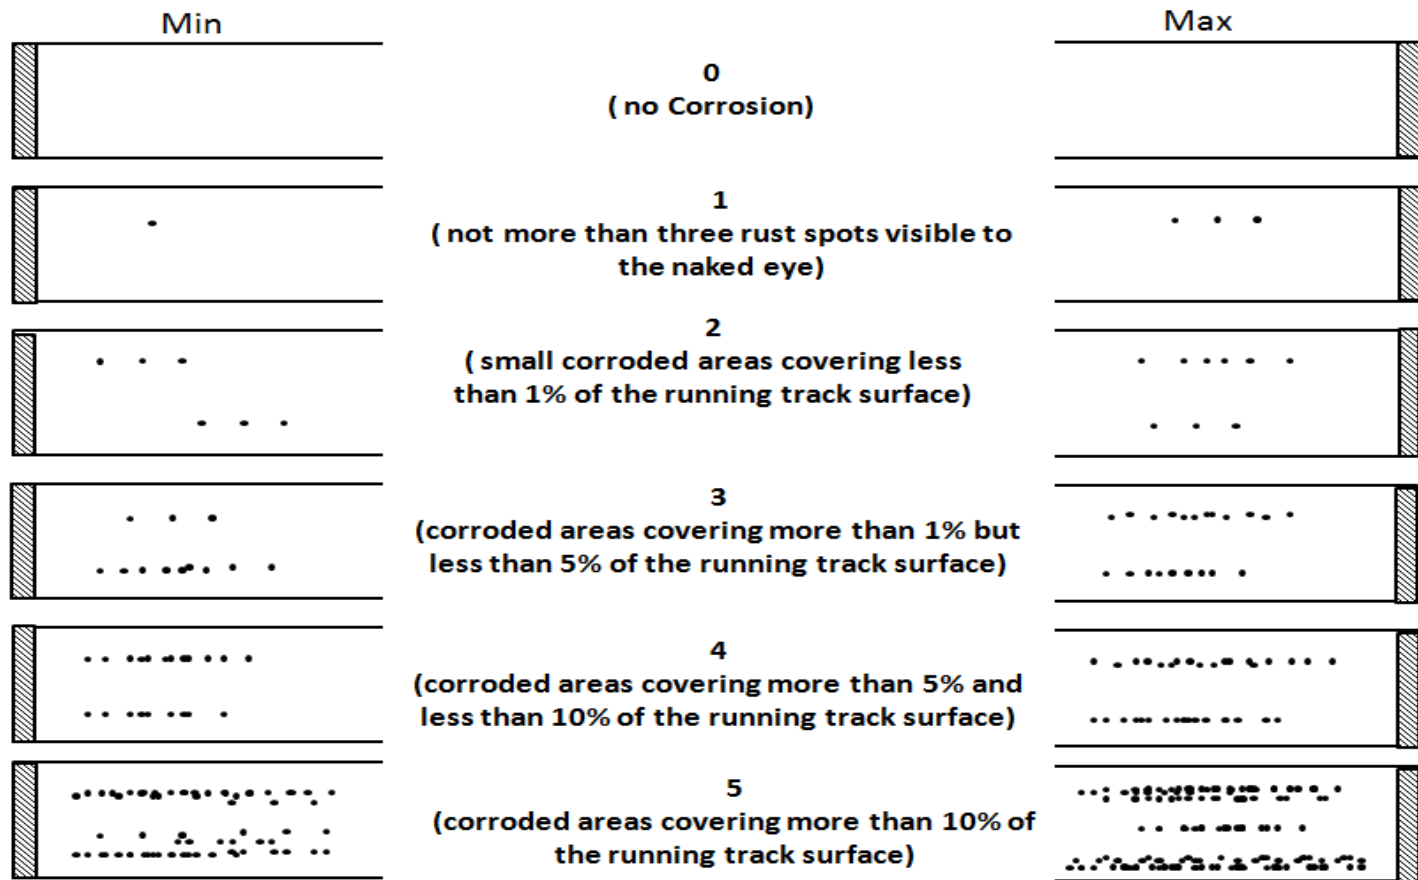 Min
Max
0
( no Corrosion)
1
( not more than three rust spots visible to
the naked eye)
2
( small corroded areas covering less
than 1% of the running track surface)
3
(corroded areas covering more than 1% but
less than 5% of the running track surface)
4
(corroded areas covering more than 5% and
less than 10% of the running track surface)
5
(corroded areas covering more than 10% of
the running track surface)